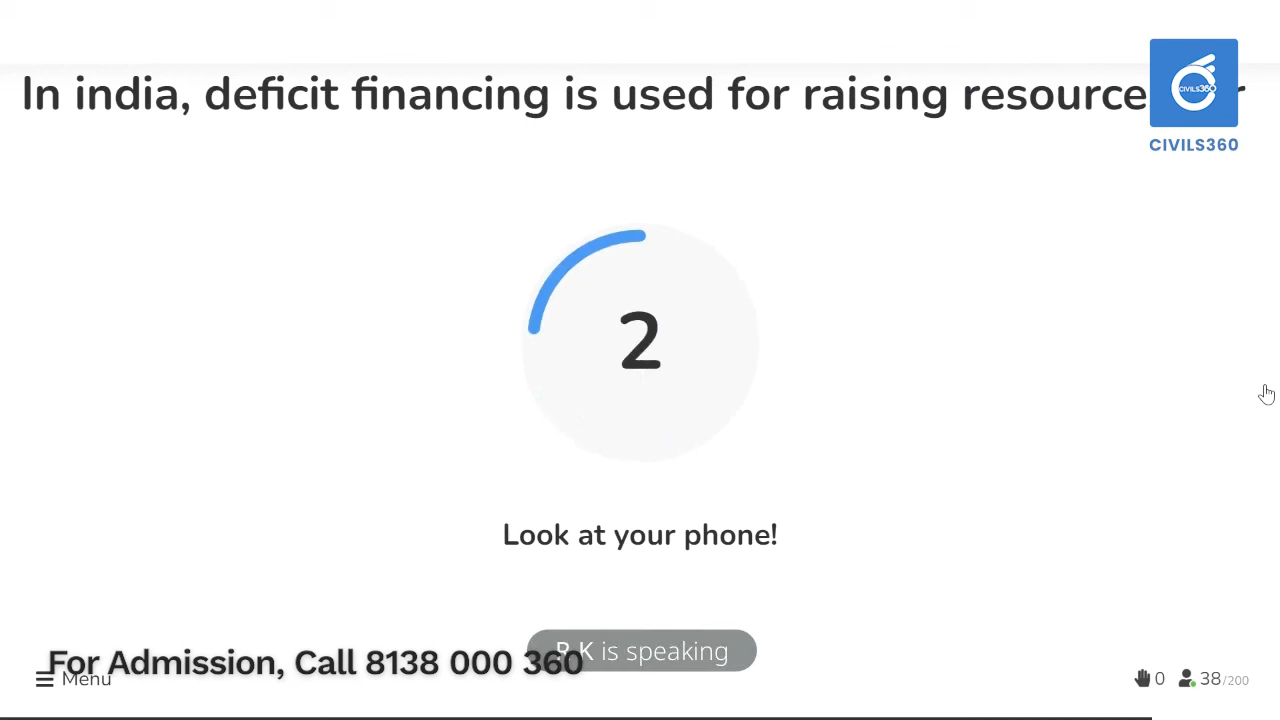 In india, deficit financing is used for raising resource
CIVILS360
CIVILS360
2
Look at your phone!
R K is speaking
For Admission, Call 8138 000 360
Menu
0
38/200